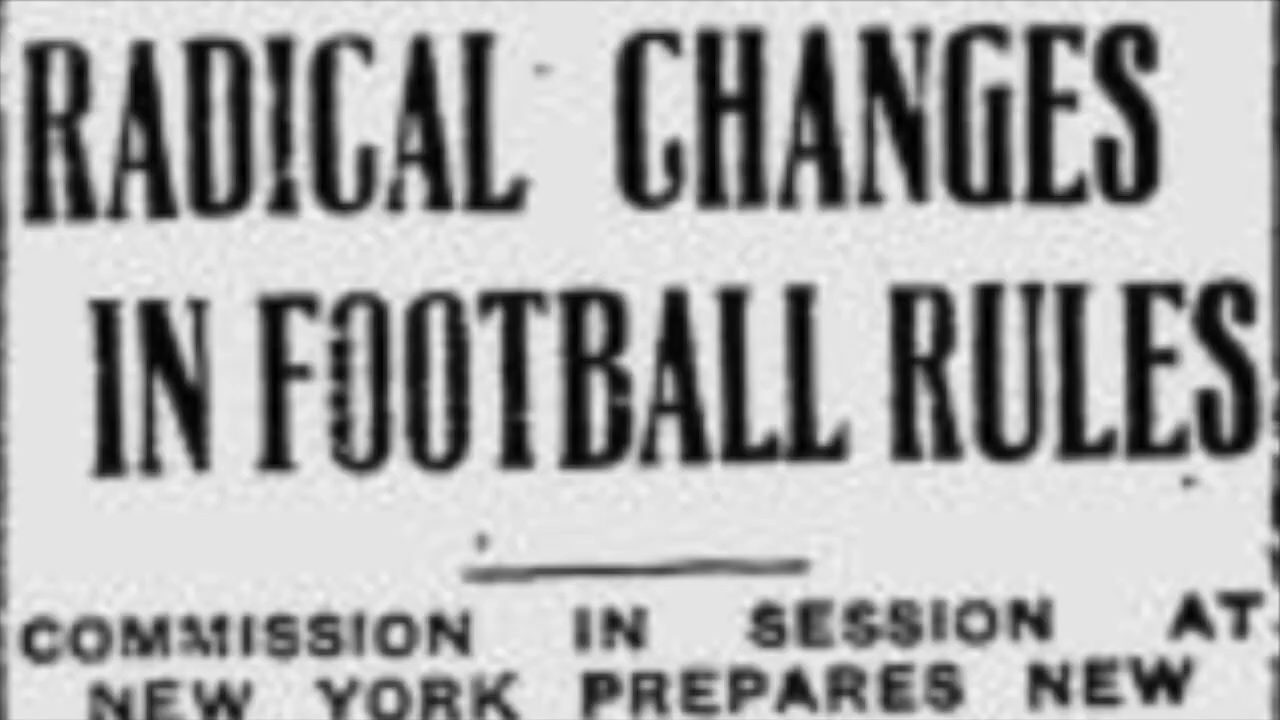 RADICAL CHANGES
IN FOOTBALL RULES
COMMISSION IN SESSION AT
NEW YORK PREPARES NEW